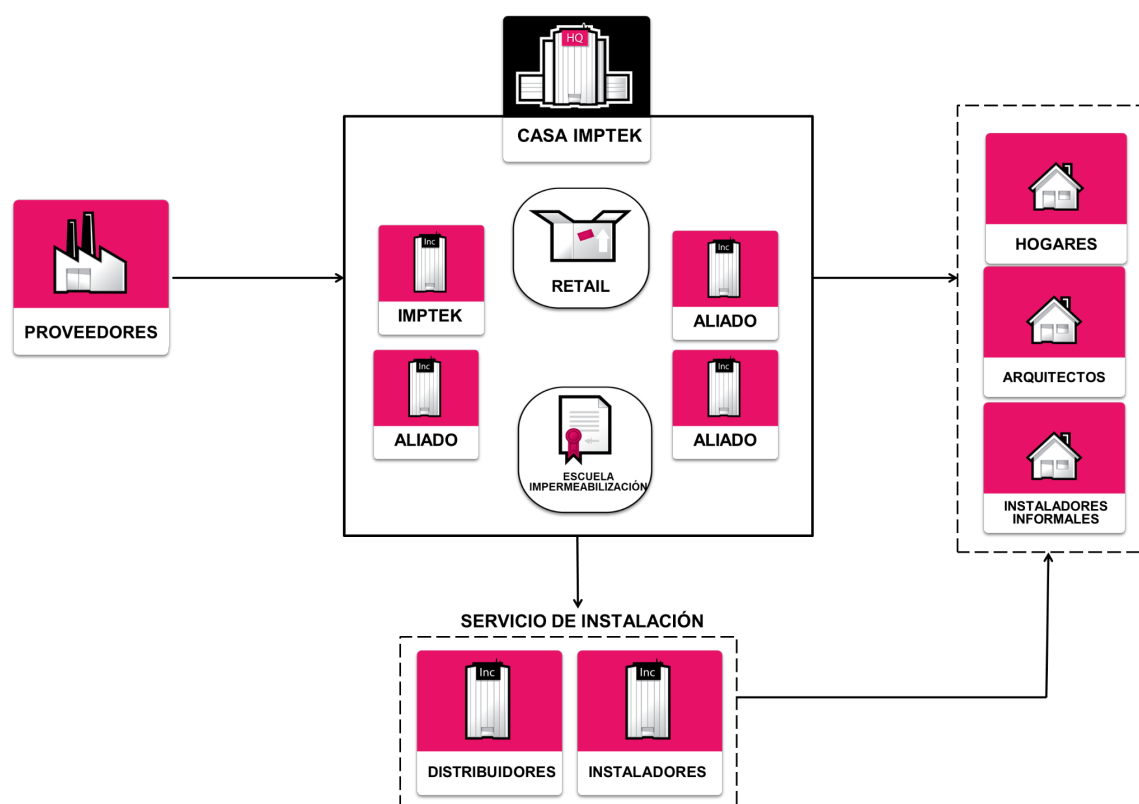 HQ
CASA IMPTEK
PROVEEDORES
Inc
IMPTEK
Inc
ALIADO
RETAIL
ESCUELA
IMPERMEABILIZACIÓN
Inc
ALIADO
Inc
ALIADO
HOGARES
ARQUITECTOS
INSTALADORES
INFORMALES
SERVICIO DE INSTALACIÓN
Inc
DISTRIBUIDORES
Inc
INSTALADORES